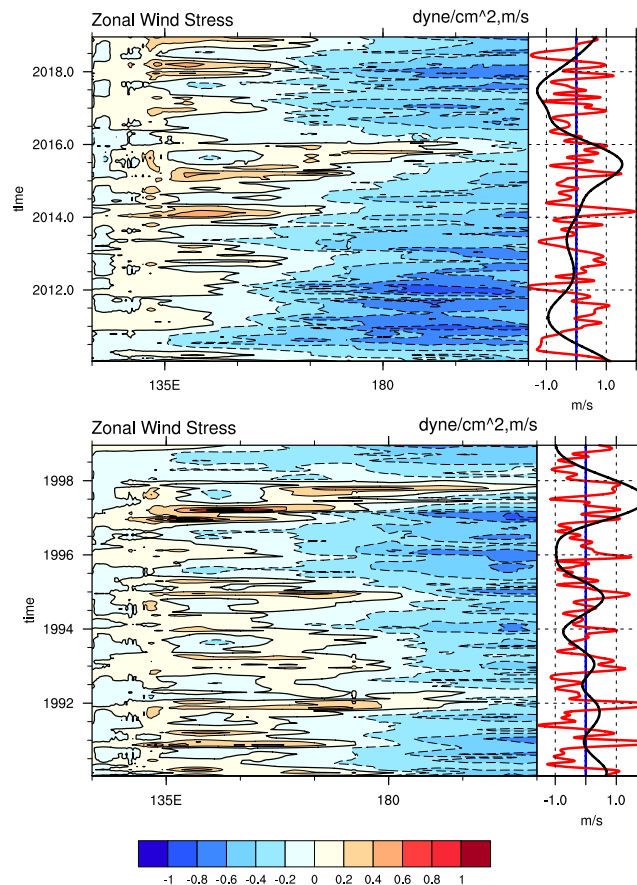 Zonal Wind Stress dyne/cm^2,m/s
2018.0
2016.0
2014.0
2012.0
time
135E 180 -1.0 1.0
m/s
Zonal Wind Stress dyne/cm^2,m/s
1998
1996
1994
1992
time
135E 180 -1.0 1.0
m/s
-1 -0.8 -0.6 -0.4 -0.2 0 0.2 0.4 0.6 0.8 1